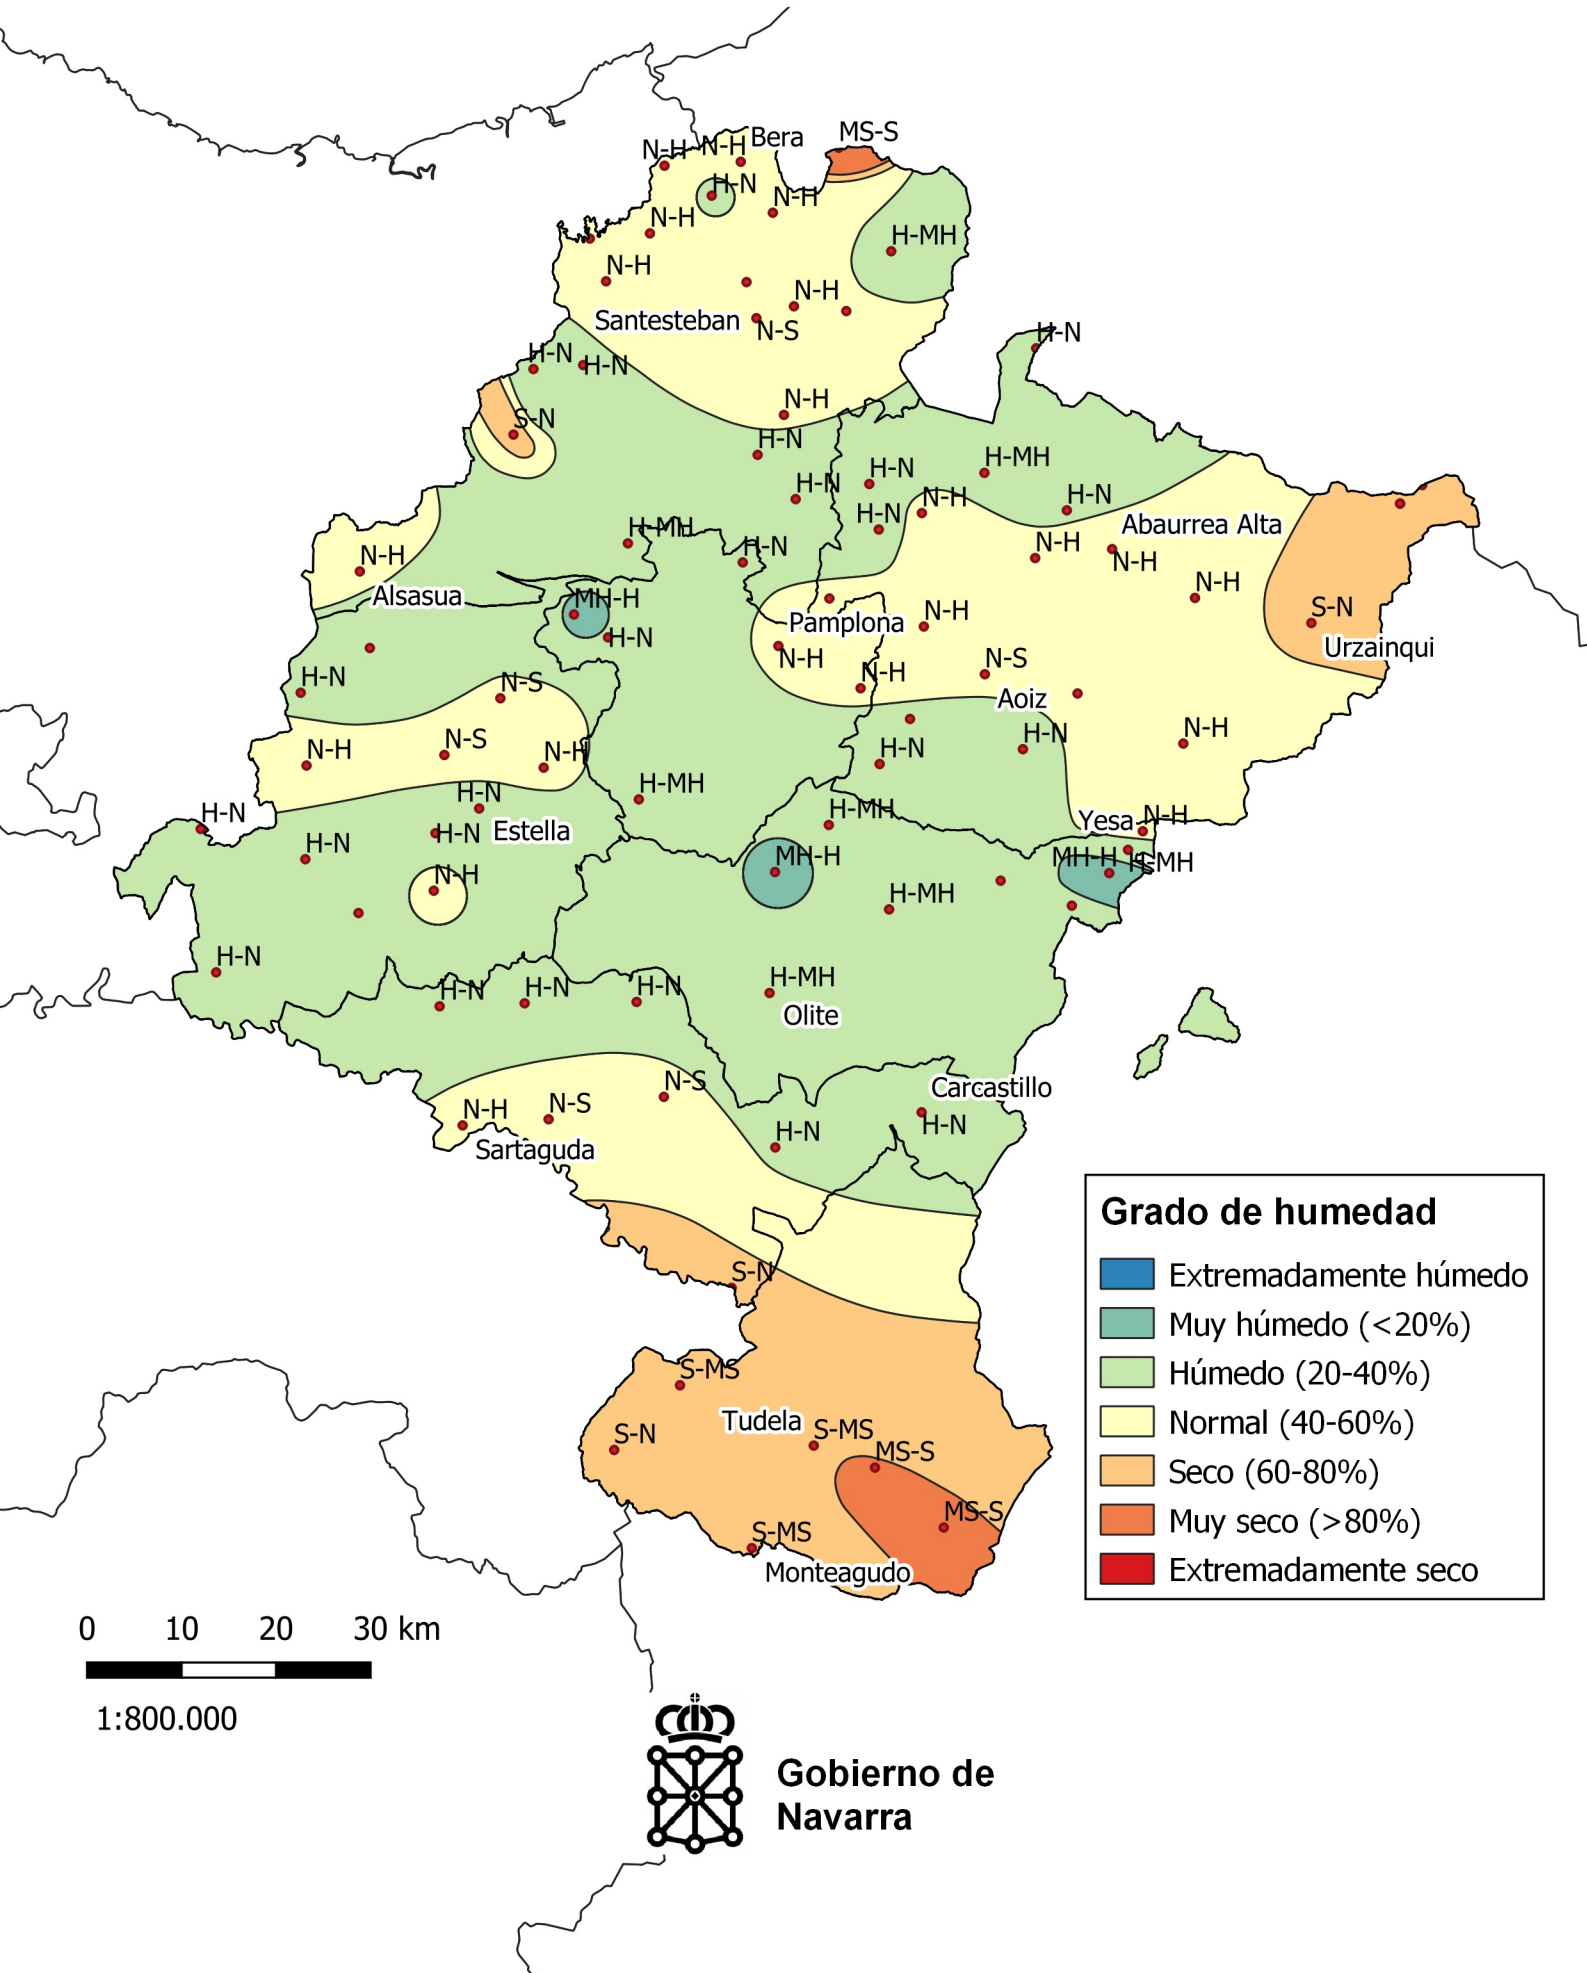 MS-S
Bera
N-H
N-H
H-N
N-H
N-H
H-MH
N-H
N-H
Santesteban
N-S
H-N
H-N
H-N
N-H
S-N
H-N
H-MH
H-N
H-N
H-N
N-H
H-N
Abaurrea Alta
H-MH
H-N
N-H
N-H
N-H
Alsasua
MH-H
N-H
S-N
Pamplona
H-N
Urzainqui
N-H
N-S
N-H
H-N
N-S
Aoiz
N-H
N-S
N-H
N-H
H-N
H-N
H-MH
H-N
H-N
H-MH
N-H
Yesa
H-N
Estella
H-N
MH-H
MH-H
H-MH
N-H
H-MH
H-N
H-MH
H-N
H-N
H-N
Olite
N-S
Carcastillo
N-H
N-S
H-N
H-N
Sartaguda
S-N
S-MS
Tudela
S-N
S-MS
MS-S
MS-S
S-MS
Monteagudo
Grado de humedad
Extremadamente húmedo
Muy húmedo (<20%)
Húmedo (20-40%)
Normal (40-60%)
Seco (60-80%)
Muy seco (>80%)
Extremadamente seco
0 10 20 30 km
1:800.000
Gobierno de
Navarra